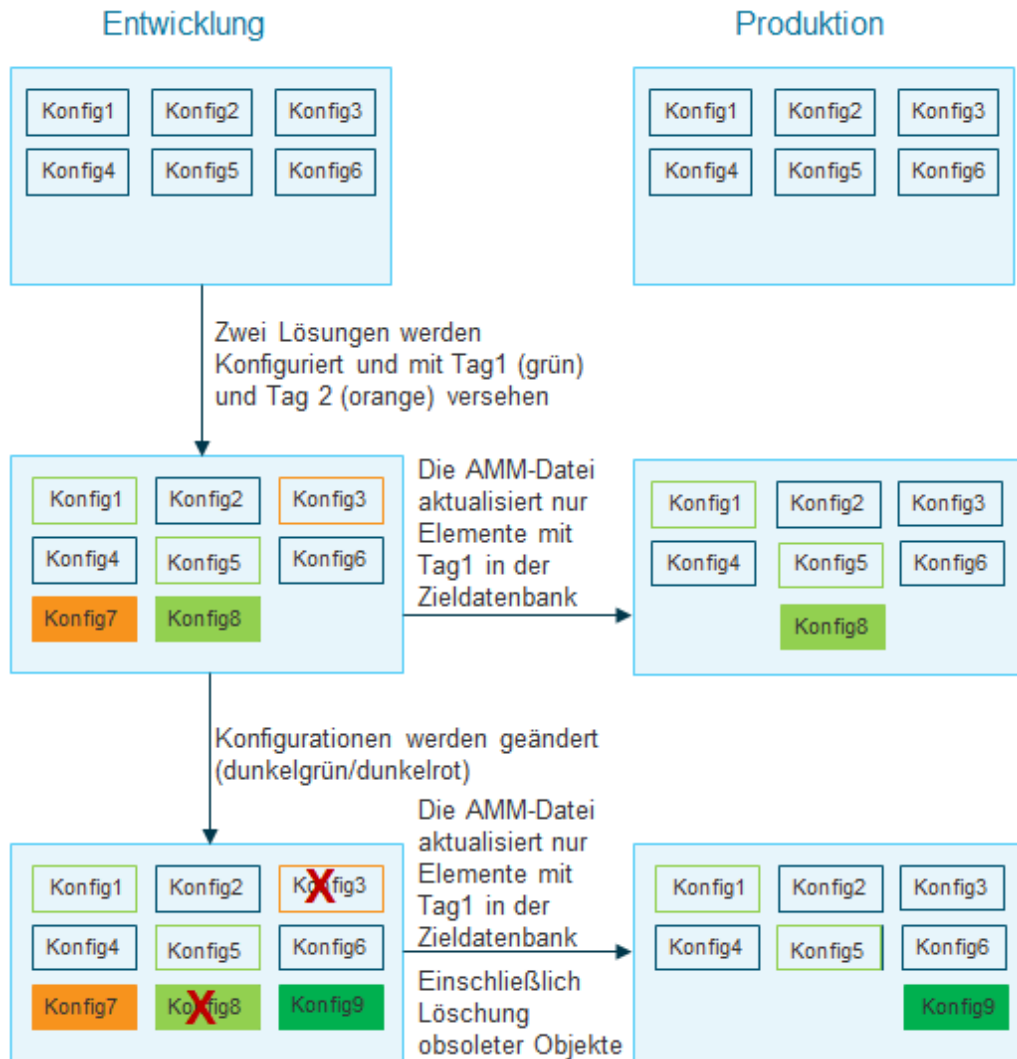 Entwicklung
Produktion
Konfig1 Konfig2 Konfig3
Konfig4 Konfig5 Konfig6
Konfig1 Konfig2 Konfig3
Konfig4 Konfig5 Konfig6
Zwei Lösungen werden
Konfiguriert und mit Tag1 (grün)
und Tag 2 (orange) versehen
Konfig1 Konfig2 Konfig3
Konfig4 Konfig5 Konfig6
Konfig7 Konfig8
Die AMM-Datei
aktualisiert nur
Elemente mit
Tag1 in der
Zieldatenbank
Konfig1 Konfig2 Konfig3
Konfig4 Konfig5 Konfig6
Konfig8
Konfigurationen werden geändert
(dunkelgrün/dunkelrot)
Konfig1 Konfig2 Konfig3
Konfig4 Konfig5 Konfig6
Konfig7 Konfig8 Konfig9
Die AMM-Datei
aktualisiert nur
Elemente mit
Tag1 in der
Zieldatenbank
Einschließlich
Löschung
obsoleter Objekte
Konfig1 Konfig2 Konfig3
Konfig4 Konfig5 Konfig6
Konfig9